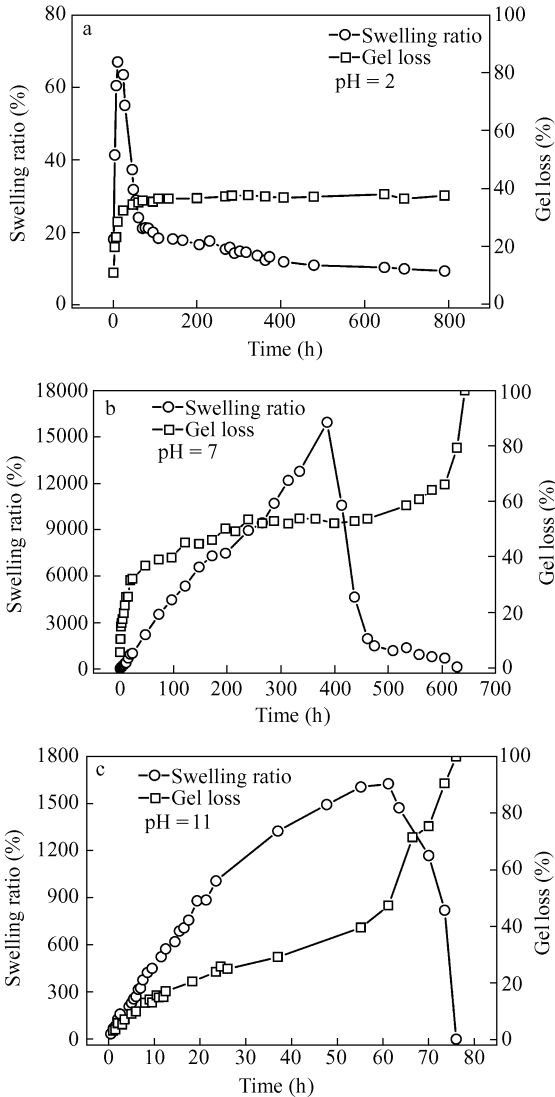 a
Swelling ratio
Gel loss
pH = 2
80
60
40
20
0
100
80
60
40
20
0
Swelling ratio (%)
Gel loss (%)
0
200
400
600
800
Time (h)
b
Swelling ratio
Gel loss
pH = 7
18000
15000
12000
9000
6000
3000
0
100
80
60
40
20
0
Swelling ratio (%)
Gel loss (%)
0
100
200
300
400
500
600
700
Time (h)
c
Swelling ratio
Gel loss
pH = 11
1800
1500
1200
900
600
300
0
100
80
60
40
20
0
Swelling ratio (%)
Gel loss (%)
0
10
20
30
40
50
60
70
80
Time (h)